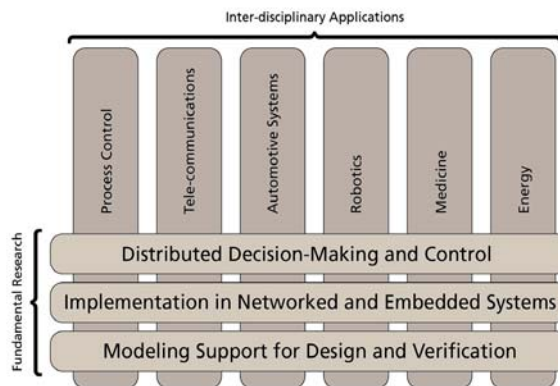 Inter-disciplinary Applications
Process Control
Tele-communications
Automotive Systems
Robotics
Medicine
Energy
Fundamental Research
Distributed Decision-Making and Control
Implementation in Networked and Embedded Systems
Modeling Support for Design and Verification